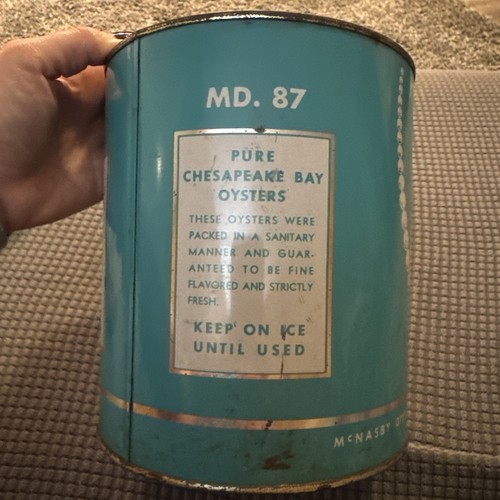 MD. 87
PURE
CHESAPEAKE BAY
OYSTERS
THESE OYSTERS WERE
PACKED IN A SANITARY
MANNER AND GUAR-
ANTEED TO BE FINE
FLAVORED AND STRICTLY
FRESH.
KEEP ON ICE
UNTIL USED
McNASBY